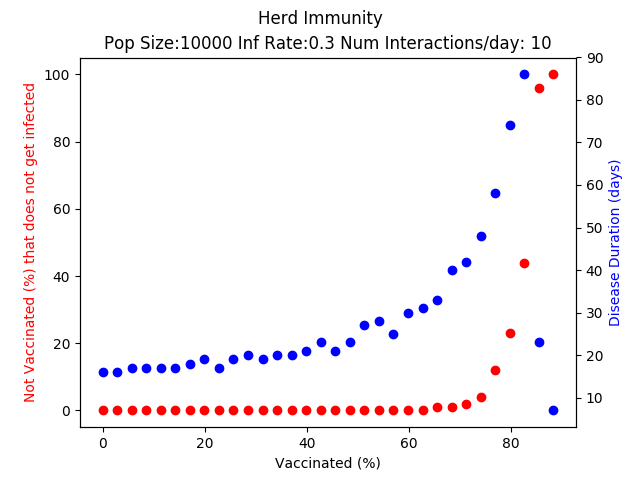 Herd Immunity
Pop Size:10000 Inf Rate:0.3 Num Interactions/day: 10
Not Vaccinated (%) that does not get infected
100
80
60
40
20
0
90
80
70
60
50
40
30
20
10
Disease Duration (days)
0 20 40 60 80
Vaccinated (%)